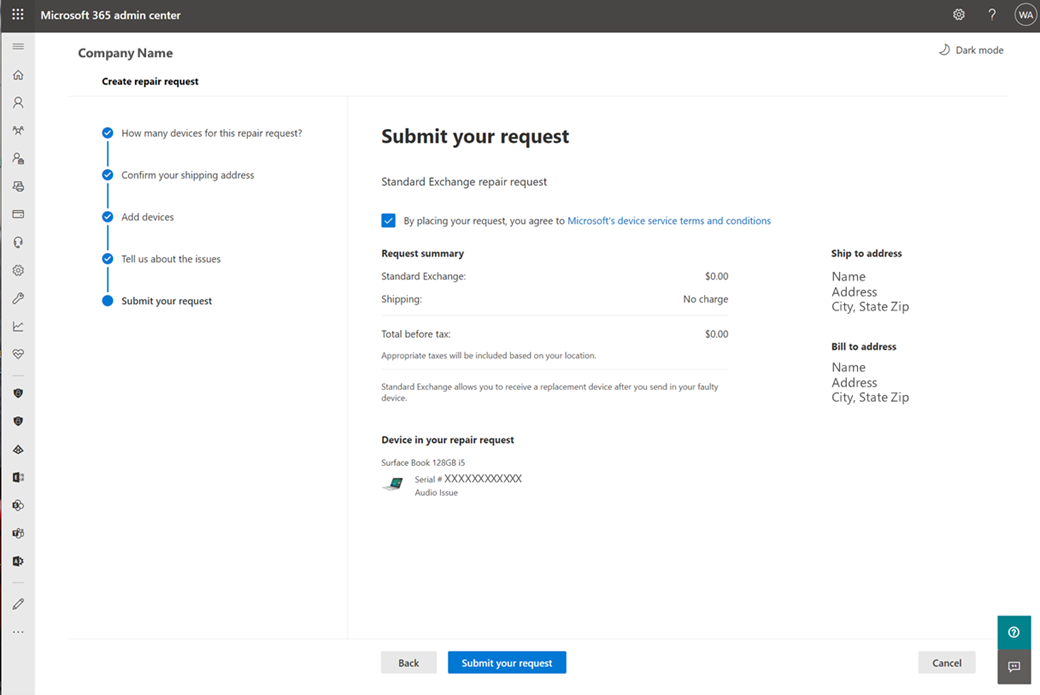 Microsoft 365 admin center
?
WA
Company Name
Dark mode
Create repair request
How many devices for this repair request?
Confirm your shipping address
Add devices
Tell us about the issues
Submit your request
Submit your request
Standard Exchange repair request
By placing your request, you agree to Microsoft's device service terms and conditions
Request summary
Standard Exchange: $0.00
Shipping: No charge
Total before tax: $0.00
Appropriate taxes will be included based on your location.
Standard Exchange allows you to receive a replacement device after you send in your faulty
device.
Ship to address
Name
Address
City, State Zip
Bill to address
Name
Address
City, State Zip
Device in your repair request
Surface Book 128GB i5
Serial # XXXXXXXXXXXX
Audio Issue
Back
Submit your request
Cancel